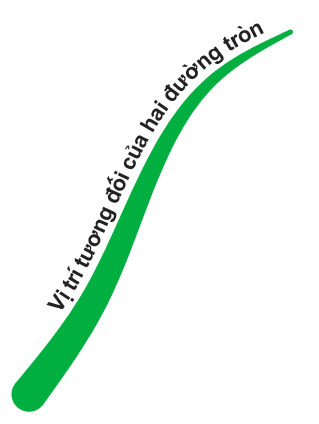 Vị trí tương đối của hai đường tròn